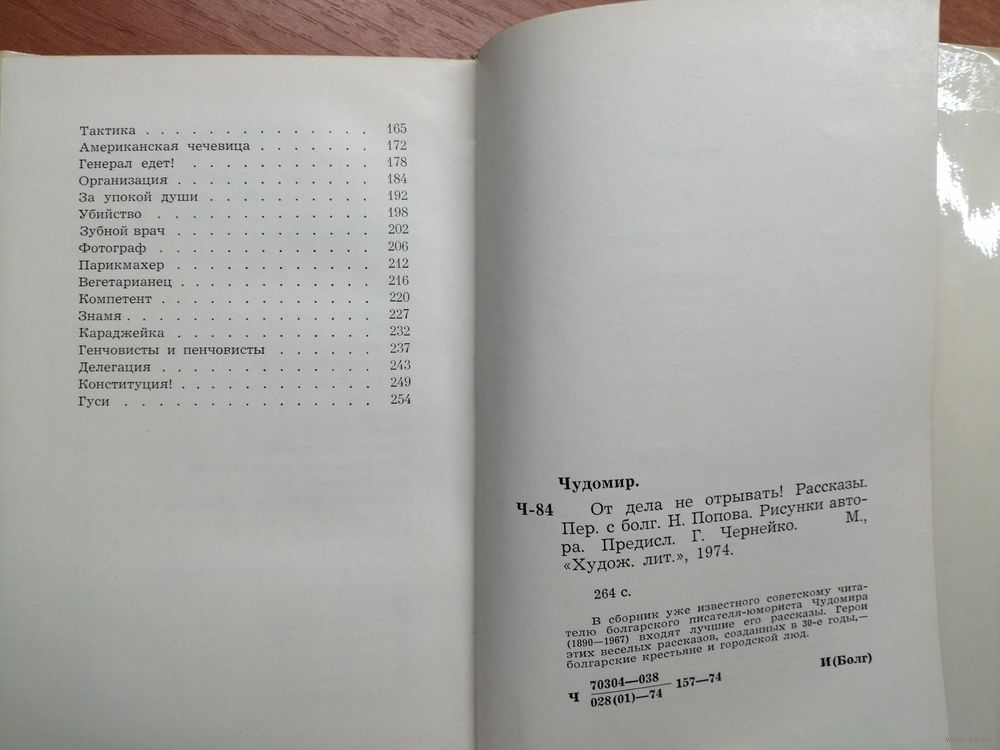 Тактика . . . . . . . . . . . . . . 165
Американская чечевица . . . . . . . 172
Генерал едет! . . . . . . . . . . . 178
Организация . . . . . . . . . . . . 184
За упокой души . . . . . . . . . . 192
Убийство . . . . . . . . . . . . . 198
Зубной врач . . . . . . . . . . . . 202
Фотограф . . . . . . . . . . . . . 206
Парикмахер . . . . . . . . . . . . 212
Вегетарианец . . . . . . . . . . . 216
Компетент . . . . . . . . . . . . . 220
Знамя . . . . . . . . . . . . . . . 227
Караджейка . . . . . . . . . . . . 232
Генчовисты и пенчовисты . . . . . . 237
Делегация . . . . . . . . . . . . . 243
Конституция! . . . . . . . . . . . 249
Гуси . . . . . . . . . . . . . . . 254
Чудомир.
Ч-84 От дела не отрывать! Рассказы.
Пер. с болг. Н. Попова. Рисунки авто-
ра. Предисл. Г. Чернейко. М.,
«Худож. лит.», 1974.
264 с.
В сборник уже известного советскому чита-
телю болгарского писателя-юмориста Чудомира
(1890—1967) входят лучшие его рассказы. Герои
этих веселых рассказов, созданных в 30-е годы,—
болгарские крестьяне и городской люд.
Ч 70304—038
028(01)—74 157—74
И(Болг)